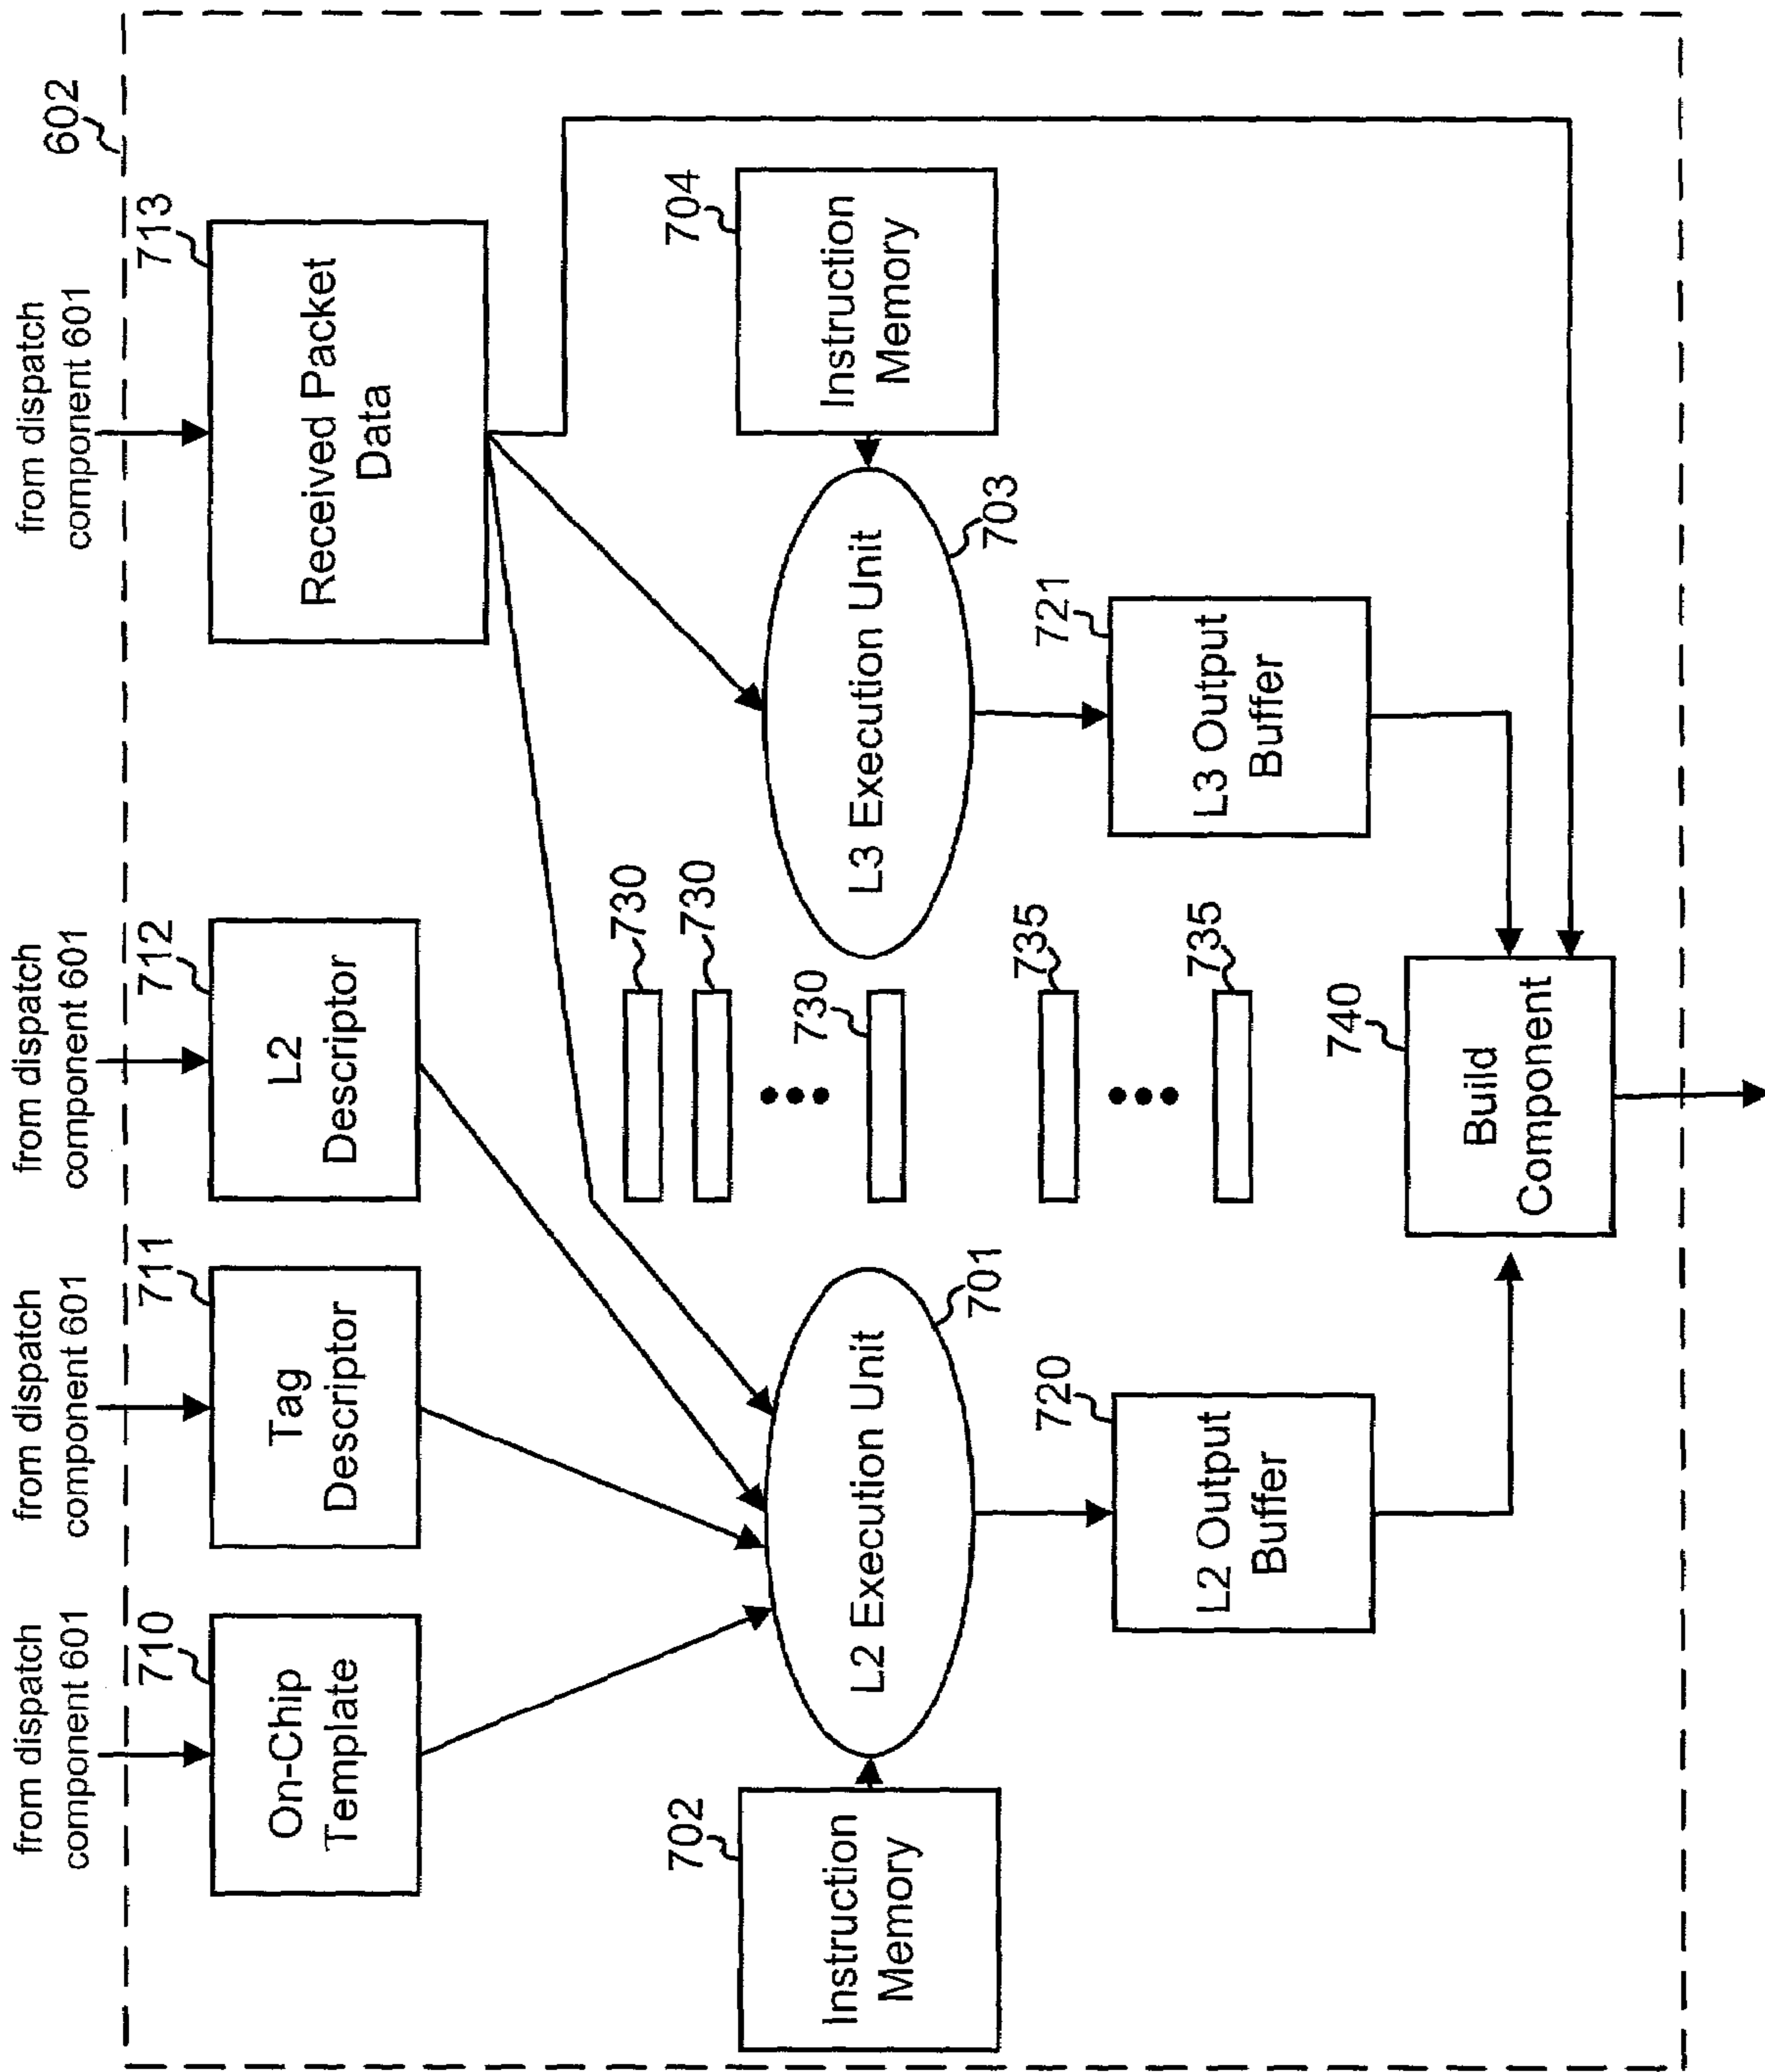 602
from dispatch
component 601
from dispatch
component 601
from dispatch
component 601
from dispatch
component 601
710
On-Chip
Template
711
Tag
Descriptor
712
L2
Descriptor
713
Received Packet
Data
730
730
730
702
Instruction
Memory
701
L2 Execution Unit
703
L3 Execution Unit
704
Instruction
Memory
735
735
720
L2 Output
Buffer
721
L3 Output
Buffer
740
Build
Component